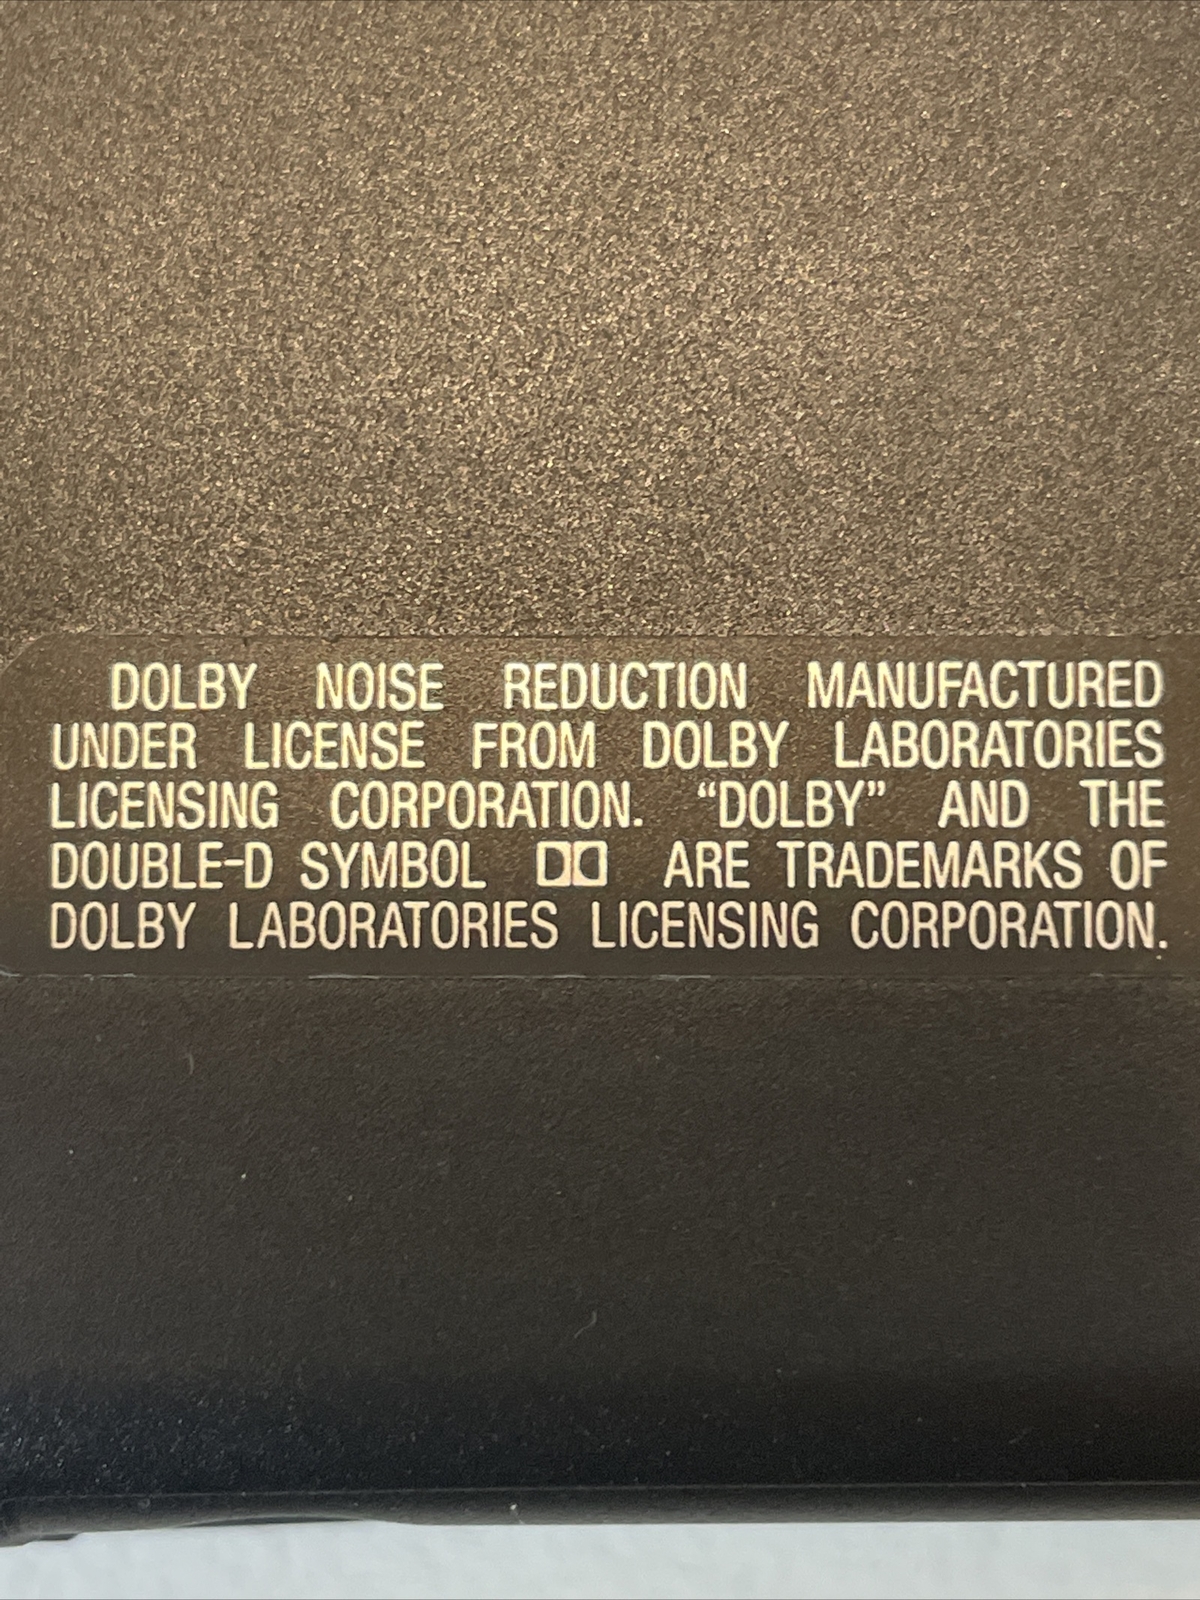 DOLBY NOISE REDUCTION MANUFACTURED
UNDER LICENSE FROM DOLBY LABORATORIES
LICENSING CORPORATION. “DOLBY” AND THE
DOUBLE-D SYMBOL ARE TRADEMARKS OF
DOLBY LABORATORIES LICENSING CORPORATION.